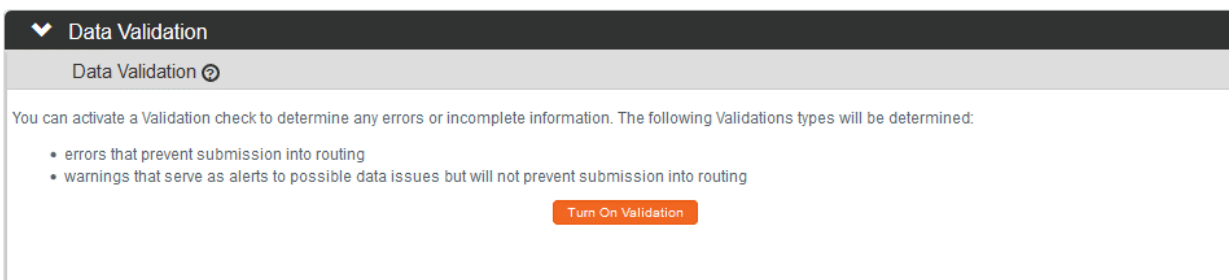 Data Validation
Data Validation
You can activate a Validation check to determine any errors or incomplete information. The following Validations types will be determined:
• errors that prevent submission into routing
• warnings that serve as alerts to possible data issues but will not prevent submission into routing
Turn On Validation